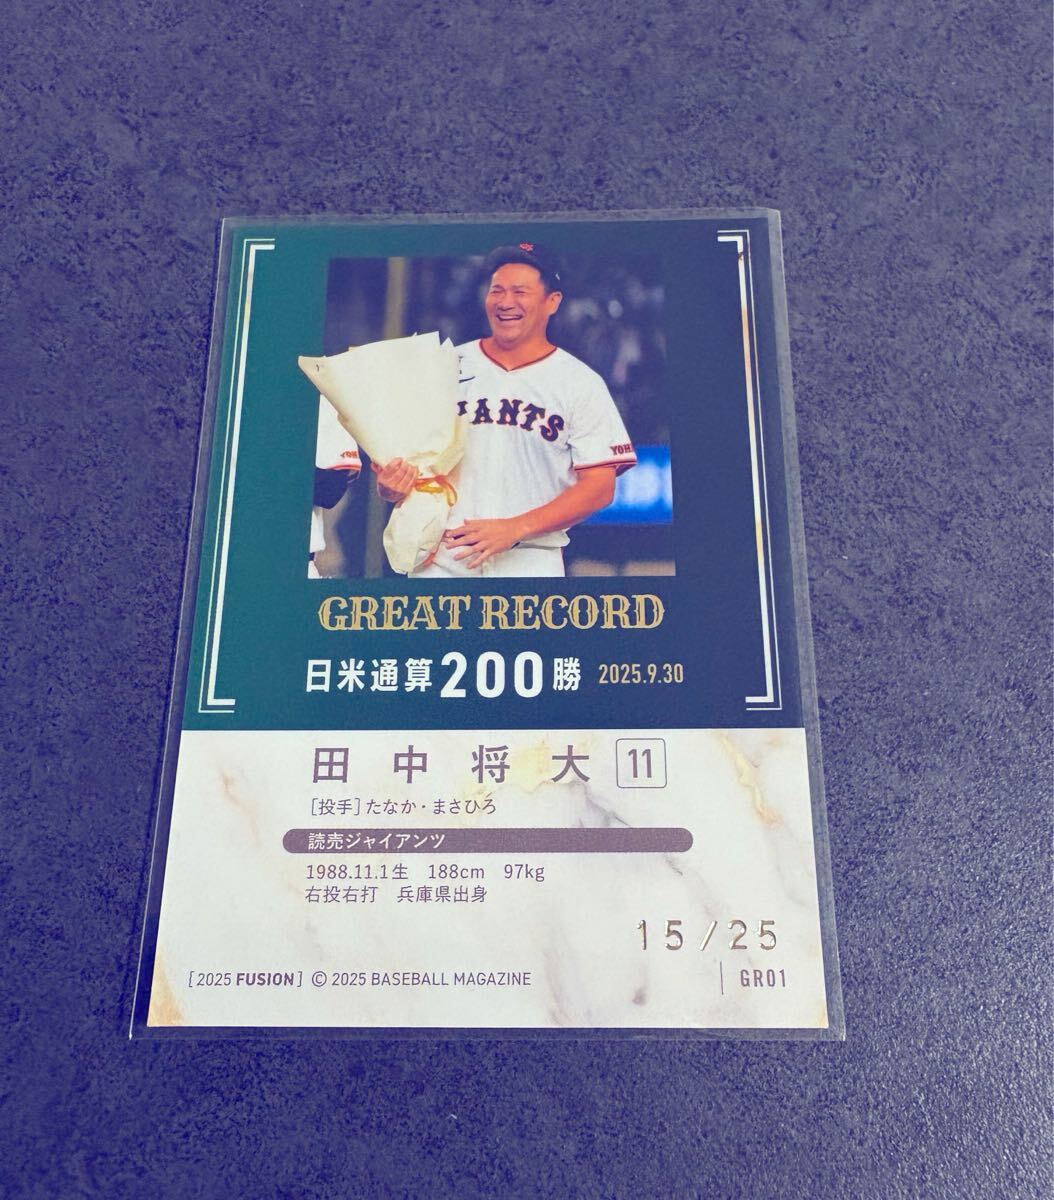 IANTS
YOH
YOH
GREAT RECORD
日米通算200勝 2025.9.30
田中将大 11
[投手]たなか・まさひろ
読売ジャイアンツ
1988.11.1生 188cm 97kg
右投右打 兵庫県出身
15/25
[2025 FUSION] © 2025 BASEBALL MAGAZINE
GR01